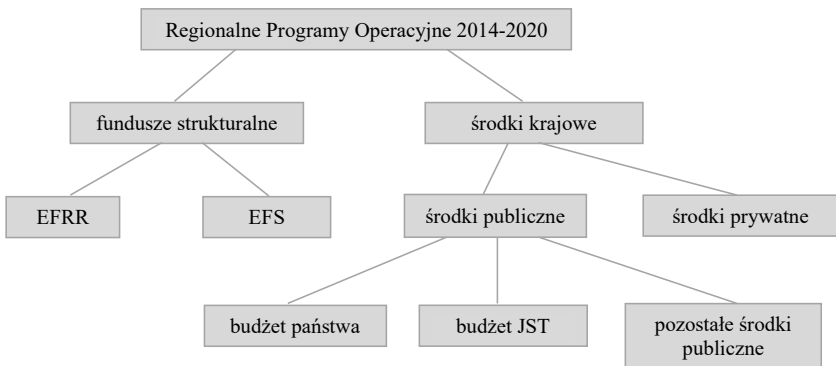 Regionalne Programy Operacyjne 2014-2020
fundusze strukturalne
środki krajowe
EFRR
EFS
środki publiczne
środki prywatne
budżet państwa
budżet JST
pozostałe środki
publiczne